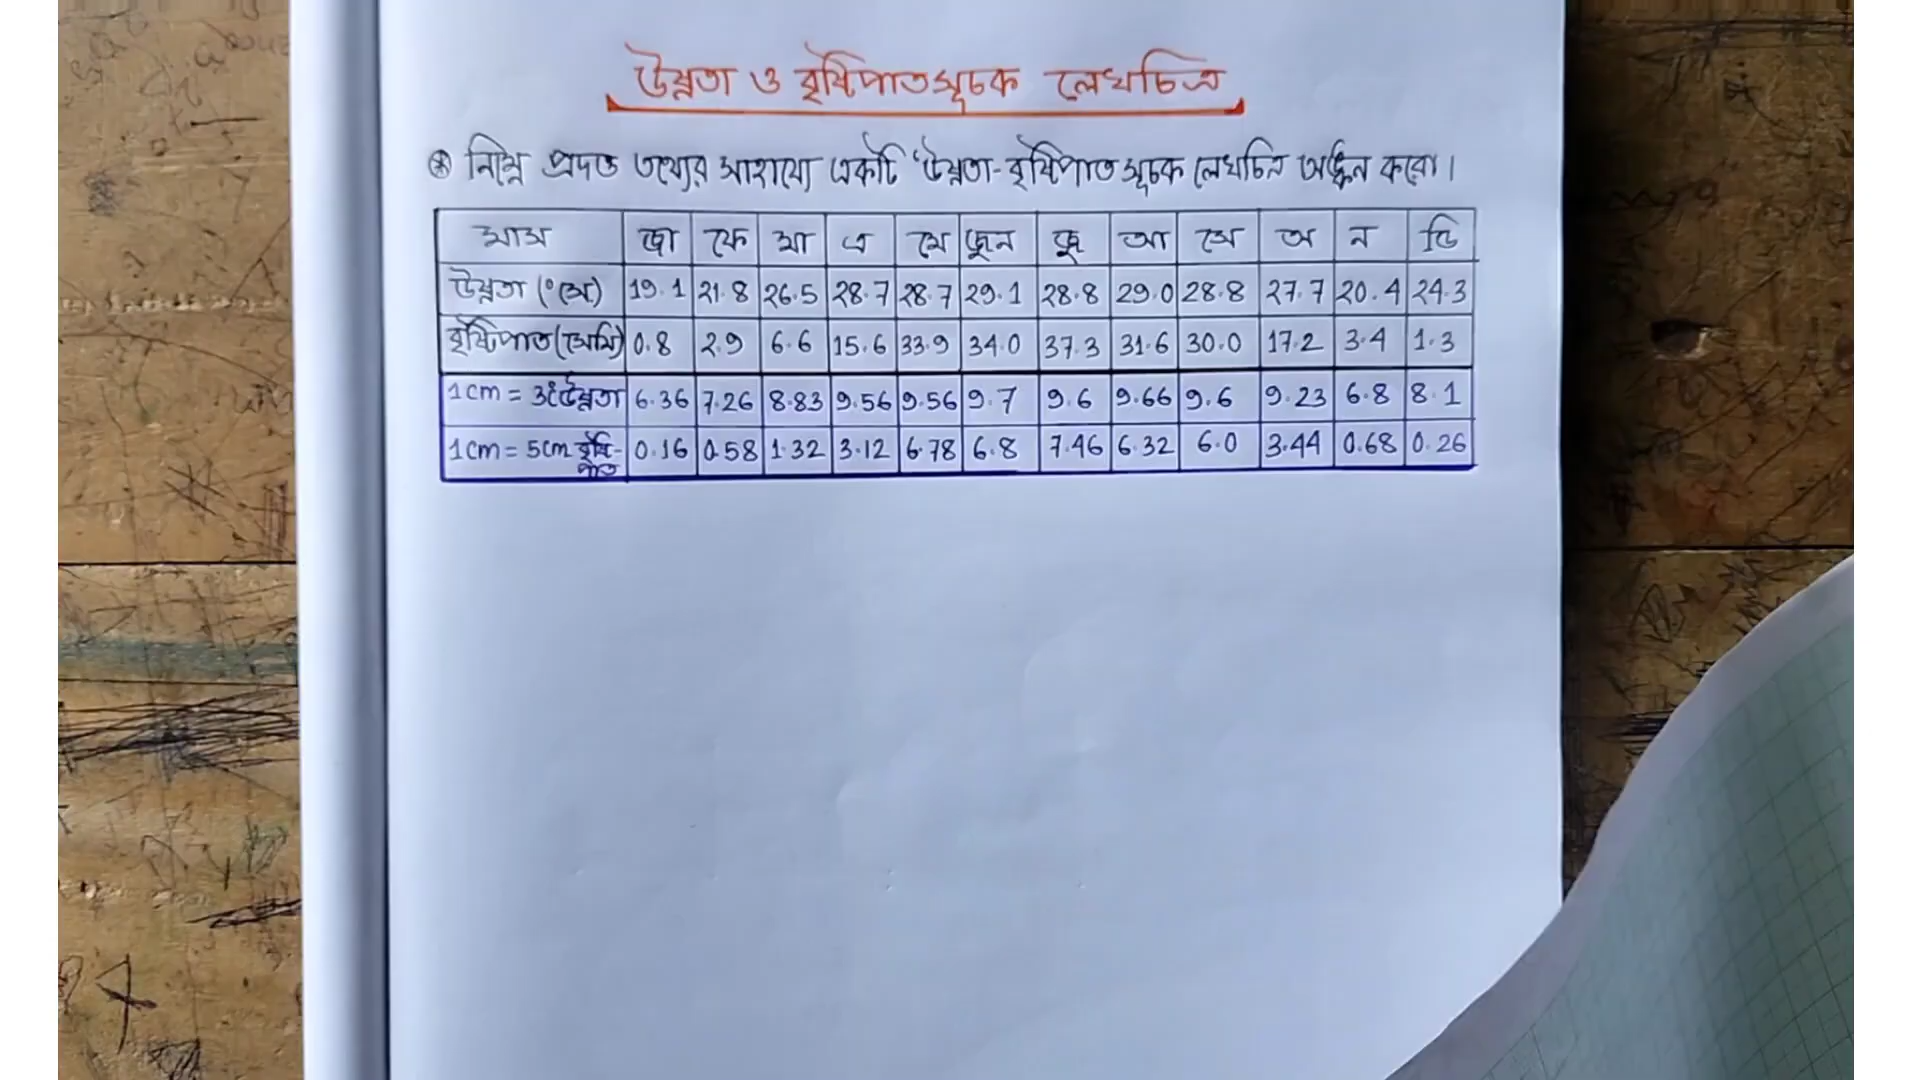 উষ্নতা ও বৃষ্টিপাতসূচক লেখচিত্র
নিম্নে প্রদত্ত তথ্যের সাহায্যে একটি 'উষ্নতা-বৃষ্টিপাত সূচক লেখচিত্র অঙ্কন করো।
মাস জা ফে মা এ মে জুন জু আ সে অ ন ডি
উষ্নতা (°সে) 19.1 21.8 26.5 28.7 28.7 29.1 28.8 29.0 28.8 27.7 20.4 24.3
বৃষ্টিপাত(সেমি) 0.8 2.9 6.6 15.6 33.9 34.0 37.3 31.6 30.0 17.2 3.4 1.3
1cm = 3°C উষ্নতা 6.36 7.26 8.83 9.56 9.56 9.7 9.6 9.66 9.6 9.23 6.8 8.1
1cm = 5cm বৃষ্টি- 0.16 0.58 1.32 3.12 6.78 6.8 7.46 6.32 6.0 3.44 0.68 0.26
পাত